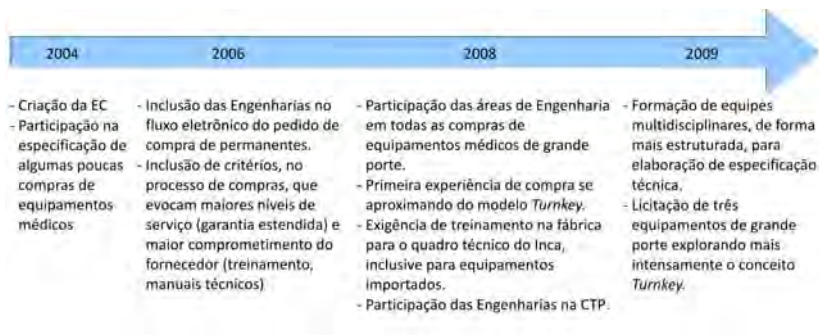 2004
2006
2008
2009
- Criação da EC
- Participação na
especificação de
algumas poucas
compras de
equipamentos
médicos
- Inclusão das Engenharias no
fluxo eletrônico do pedido de
compra de permanentes.
- Inclusão de critérios, no
processo de compras, que
evocam maiores níveis de
serviço (garantia estendida) e
maior comprometimento do
fornecedor (treinamento,
manuais técnicos)
- Participação das áreas de Engenharia
em todas as compras de
equipamentos médicos de grande
porte.
- Primeira experiência de compra se
aproximando do modelo Turnkey.
- Exigência de treinamento na fábrica
para o quadro técnico do Inca,
inclusive para equipamentos
importados.
- Participação das Engenharias na CTP.
- Formação de equipes
multidisciplinares, de forma
mais estruturada, para
elaboração de especificação
técnica.
- Licitação de três
equipamentos de grande
porte explorando mais
intensamente o conceito
Turnkey.